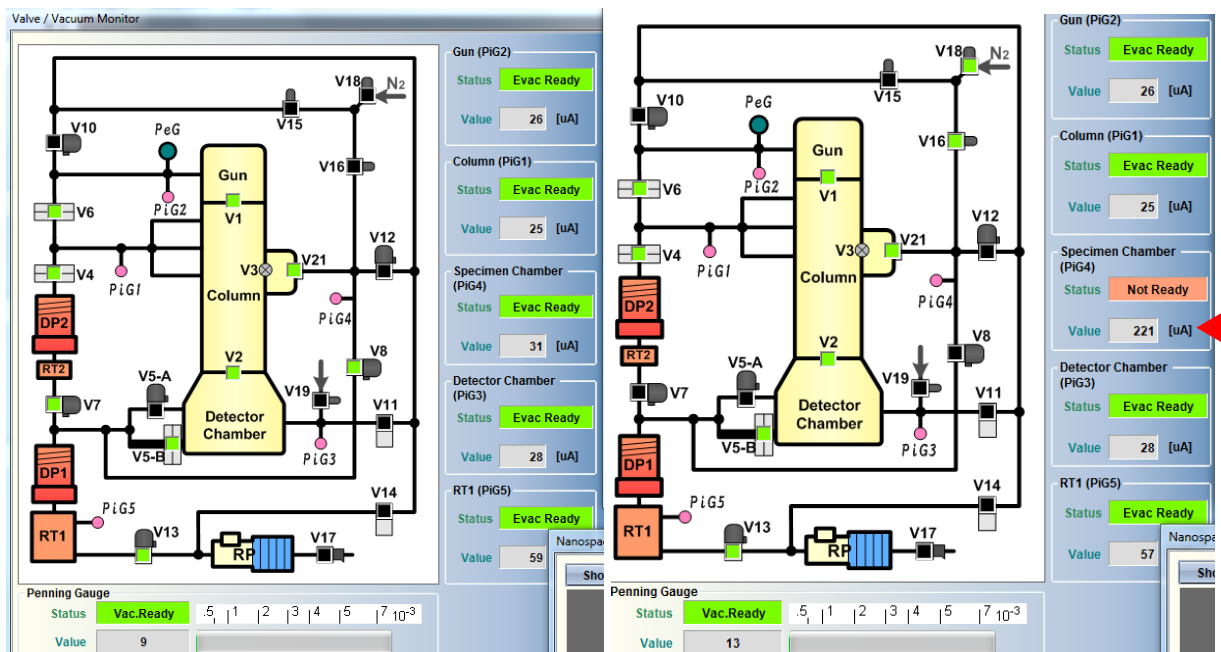 Valve / Vacuum Monitor
V18
N2
V15
V10
PeG
V16
Gun
V6
PiG2
V1
V12
V21
V4
V3
PiG1
Column
DP2
PiG4
RT2
V2
V8
V5-A
V19
V7
V11
Detector
Chamber
V5-B
PiG3
DP1
V14
PiG5
RT1
V13
V17
RP
Gun (PiG2)
Status Evac Ready
Value 26 [uA]
Column (PiG1)
Status Evac Ready
Value 25 [uA]
Specimen Chamber
(PiG4)
Status Evac Ready
Value 31 [uA]
Detector Chamber
(PiG3)
Status Evac Ready
Value 28 [uA]
RT1 (PiG5)
Status Evac Ready
Value 59
Nanospa
Sho
Penning Gauge
Status Vac.Ready .5 1 2 3 4 5 7 10-3
Value 9
V18
N2
V15
V10
PeG
V16
Gun
V6
PiG2
V1
V12
V21
V4
V3
PiG1
Column
DP2
PiG4
RT2
V2
V8
V5-A
V19
V7
V11
Detector
Chamber
V5-B
PiG3
DP1
V14
PiG5
RT1
V13
V17
RP
Gun (PiG2)
Status Evac Ready
Value 26 [uA]
Column (PiG1)
Status Evac Ready
Value 25 [uA]
Specimen Chamber
(PiG4)
Status Not Ready
Value 221 [uA]
Detector Chamber
(PiG3)
Status Evac Ready
Value 28 [uA]
RT1 (PiG5)
Status Evac Ready
Value 57
Nanospa
Sho
Penning Gauge
Status Vac.Ready .5 1 2 3 4 5 7 10-3
Value 13